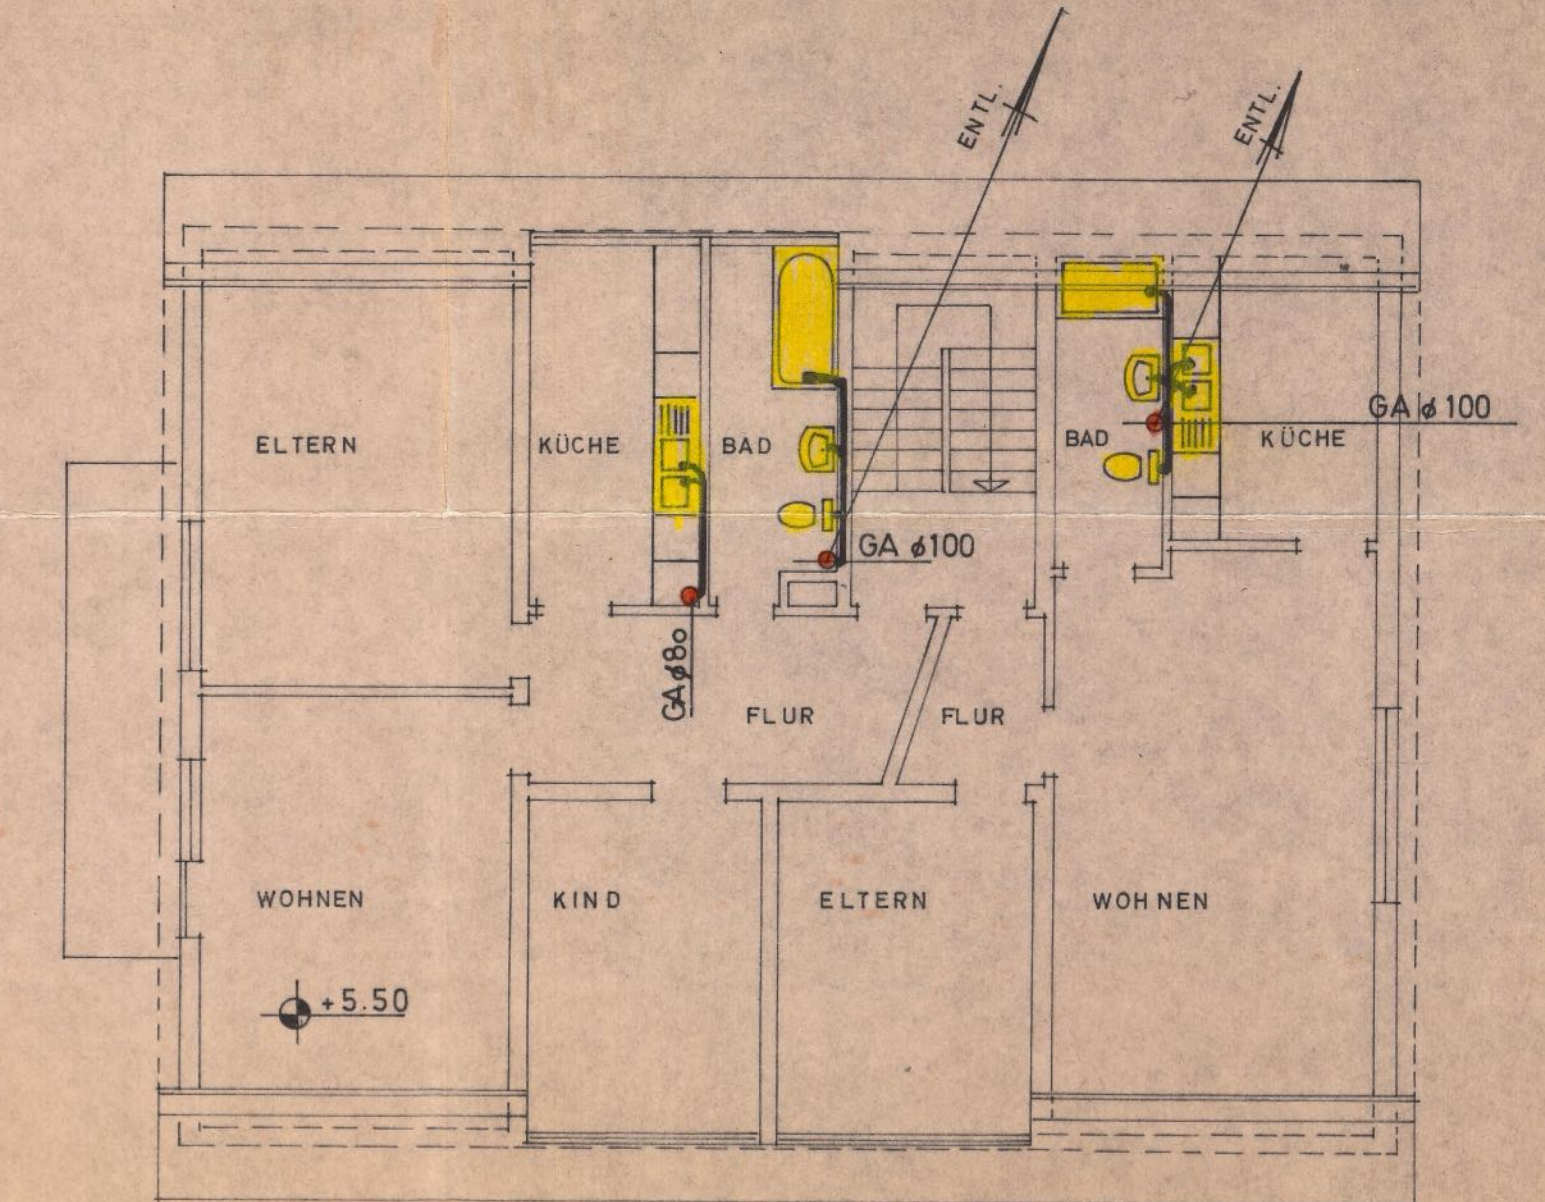 ENTL.
ENTL.
GA ø 100
ELTERN
KÜCHE
BAD
BAD
KÜCHE
GA ø100
GA ø 80
FLUR
FLUR
WOHNEN
KIND
ELTERN
WOHNEN
+5.50